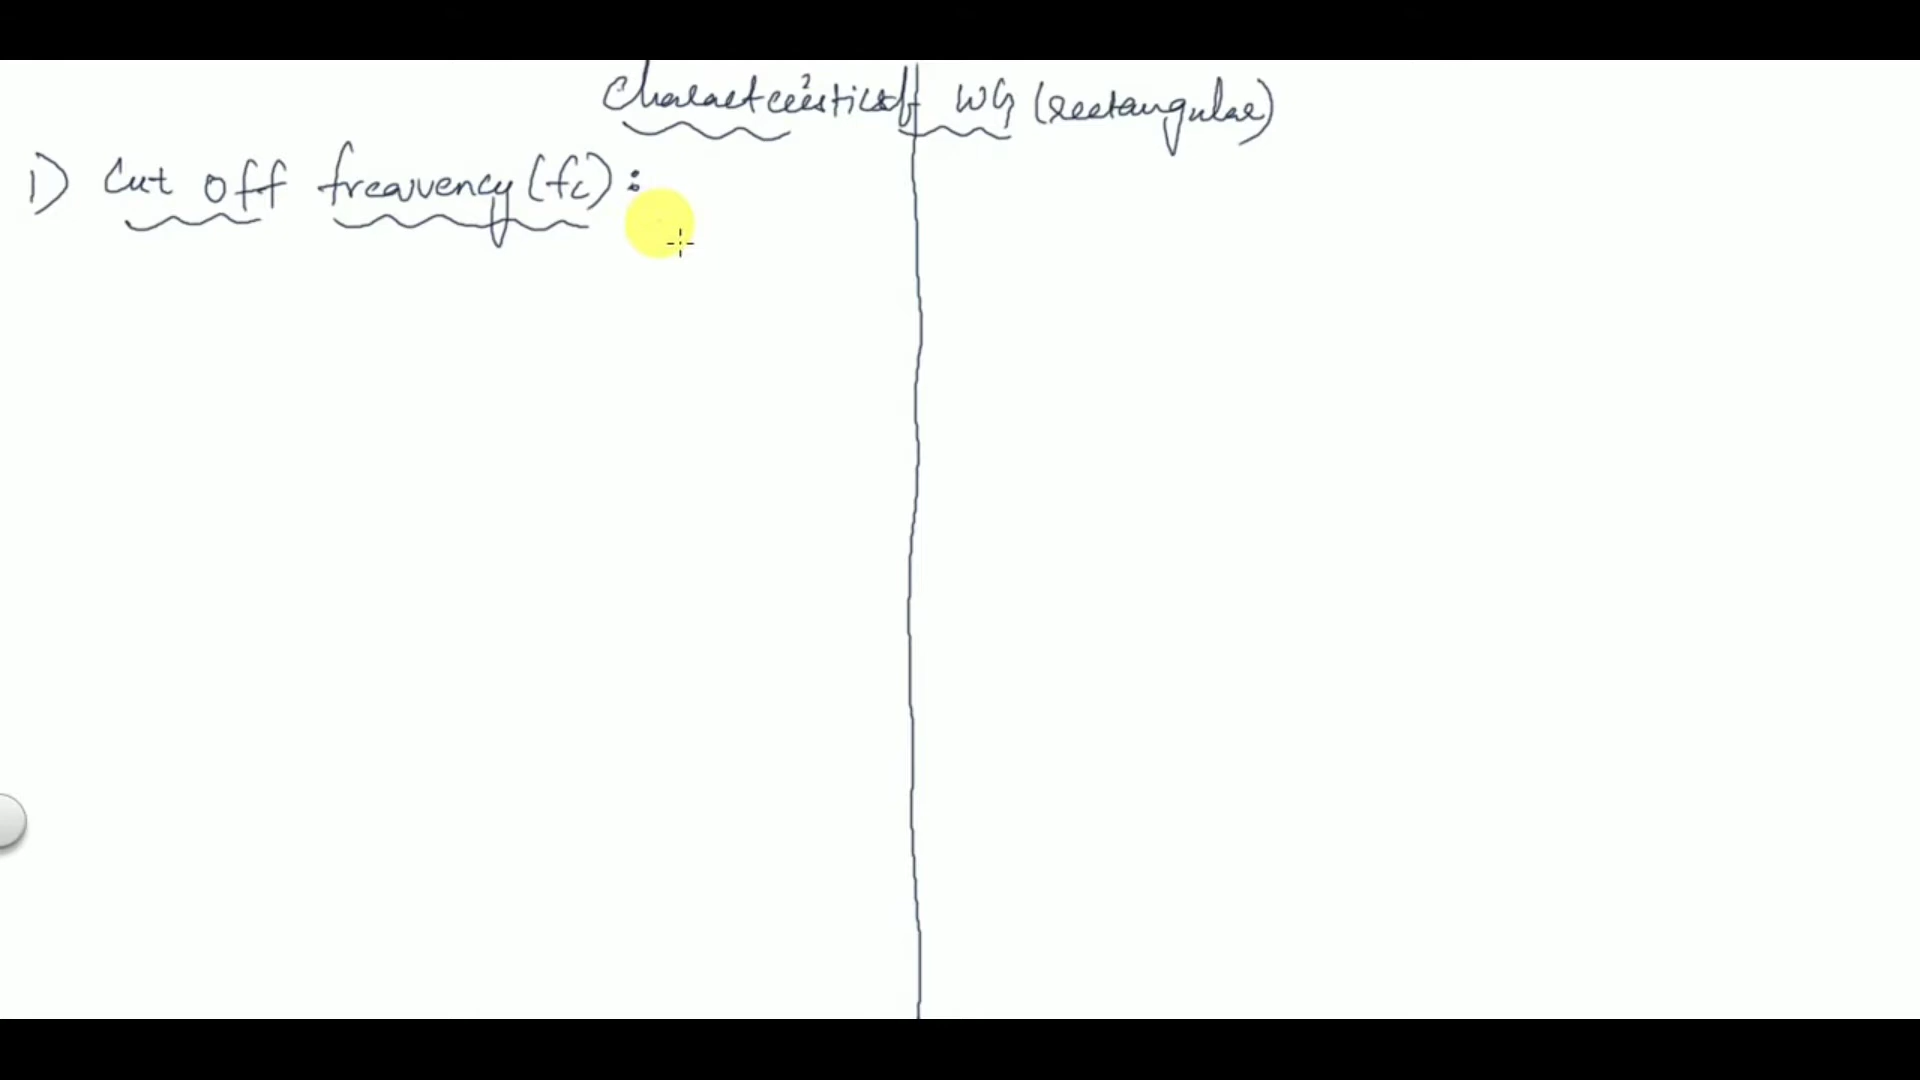 Characteristics of WG (rectangular)
1) Cut off frequency (fc):